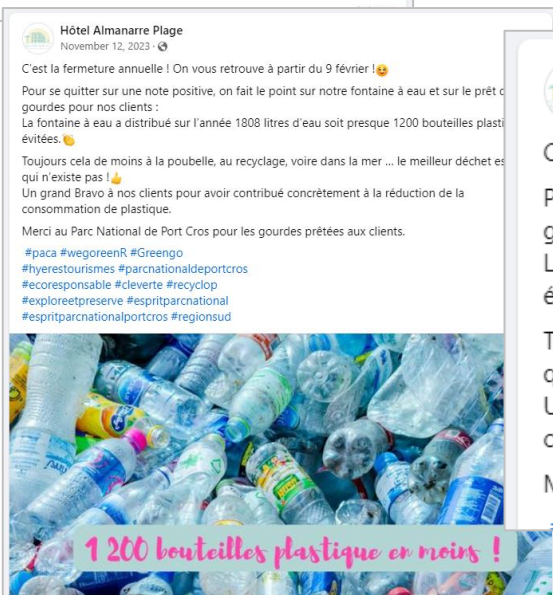 Hôtel Almanarre Plage
November 12, 2023 ·
C'est la fermeture annuelle ! On vous retrouve à partir du 9 février !😊
Pour se quitter sur une note positive, on fait le point sur notre fontaine à eau et sur le prêt
gourdes pour nos clients :
La fontaine à eau a distribué sur l'année 1808 litres d'eau soit presque 1200 bouteilles
évitées.👏
Toujours cela de moins à la poubelle, au recyclage, voire dans la mer ... le meilleur déchet
qui n'existe pas !👍
Un grand Bravo à nos clients pour avoir contribué concrètement à la réduction de la
consommation de plastique.
Merci au Parc National de Port Cros pour les gourdes prêtées aux clients.
#paca #wegoreenR #Greengo
#hyerestourismes #parcnationaldeportcros
#ecoresponsable #cleverte #recyclop
#exploreetpreserve #espritparcnational
#espritparcnationalportcros #regionsud
1 200 bouteilles plastique en moins !